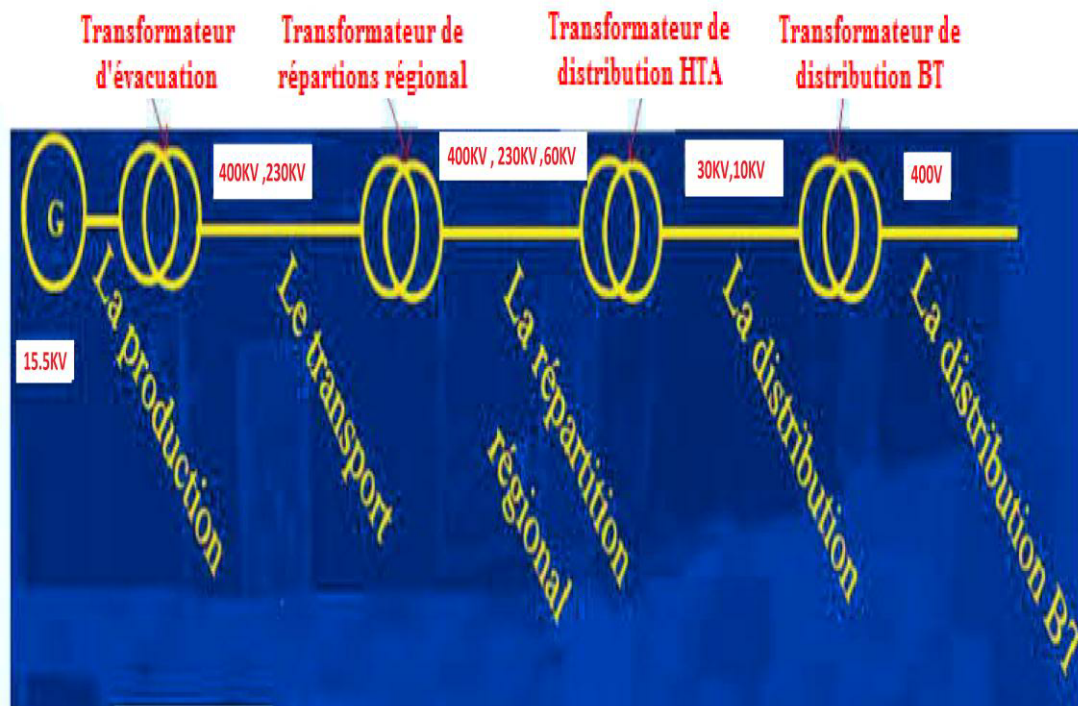 Transformateur
d'évacuation
Transformateur de
répartions régional
Transformateur de
distribution HTA
Transformateur de
distribution BT
400KV ,230KV
400KV , 230KV ,60KV
30KV,10KV
400V
G
15.5KV
La production
Le transport
La répartition
régional
La distribution
La distribution BT